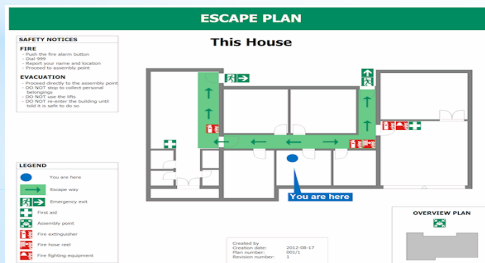 ESCAPE PLAN
SAFETY NOTICES
FIRE
- Push the fire alarm button
- Dial 999
- Report your name and location
- Proceed to assembly point
EVACUATION
- Proceed directly to the assembly point
- DO NOT stop to collect personal
belongings
- DO NOT use the lifts
- DO NOT re-enter the building until
told it is safe to do so
This House
You are here
LEGEND
You are here
Escape way
Emergency exit
First aid
Assembly point
Fire extinguisher
Fire hose reel
Fire fighting equipment
Created by
Creation date: 2012-08-17
Plan number:
Revision number: 1
OVERVIEW PLAN